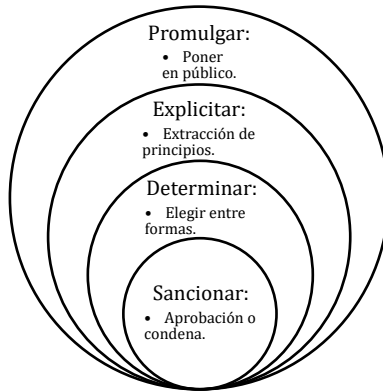 Promulgar:
• Poner
en público.
Explicitar:
• Extracción de
principios.
Determinar:
• Elegir entre
formas.
Sancionar:
• Aprobación o
condena.